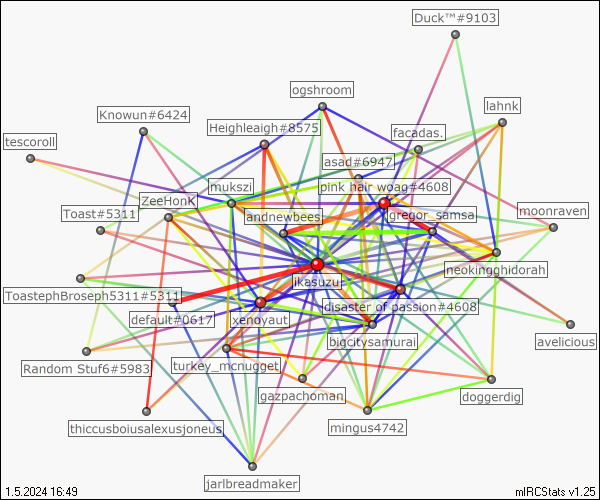 Duck™#9103
ogshroom
lahnk
Knowun#6424
Heighleaigh#8575
facadas.
tescoroll
asad#6947
mukszi
pink hair woag#4608
ZeeHonk
Toast#5311
andnewbees
gregor_samsa
moonraven
ikasuzu
neokingghidorah
ToastephBroseph5311#5311
default#0617
xenoyaut
disaster of passion#4608
bigcitysamurai
avelicious
Random Stuf6#5983
turkey_mcnugget
gazpachoman
doggerdig
thiccusboiusalexusjoneus
mingus4742
jarlbreadmaker
1.5.2024 16:49
mIRCStats v1.25